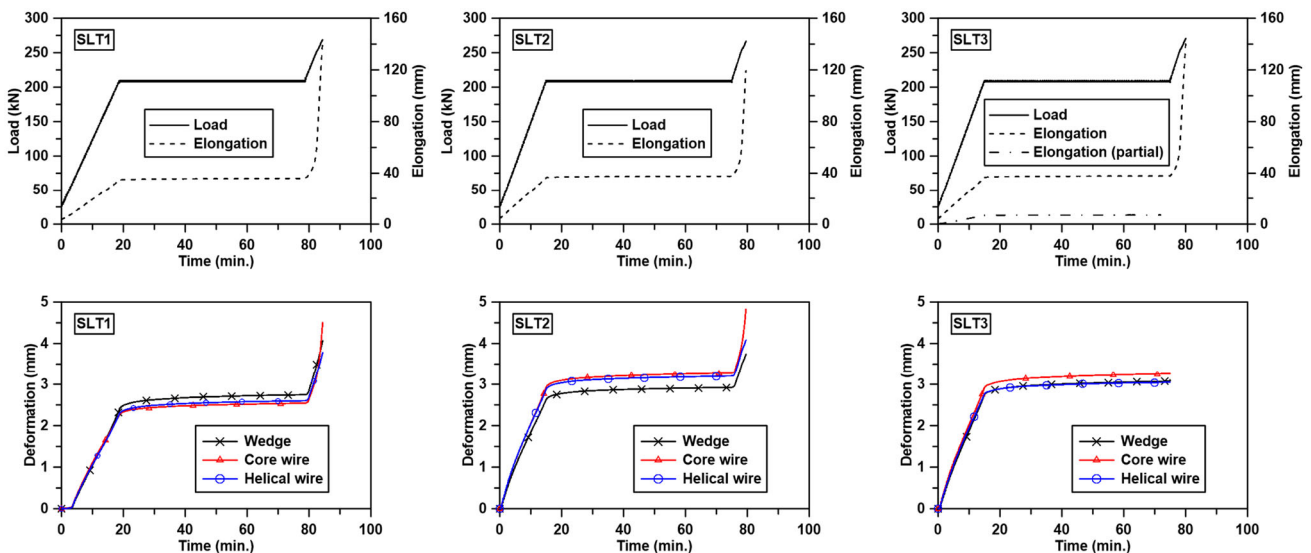 SLT1
Load (kN)
300
250
200
150
100
50
0
Load
Elongation
0 20 40 60 80 100
Time (min.)
160
120
80
40
0
Elongation (mm)
SLT2
Load (kN)
300
250
200
150
100
50
0
Load
Elongation
0 20 40 60 80 100
Time (min.)
160
120
80
40
0
Elongation (mm)
SLT3
Load (kN)
300
250
200
150
100
50
0
Load
Elongation
Elongation (partial)
0 20 40 60 80 100
Time (min.)
160
120
80
40
0
Elongation (mm)
SLT1
Deformation (mm)
5
4
3
2
1
0
Wedge
Core wire
Helical wire
0 20 40 60 80 100
Time (min.)
SLT2
Deformation (mm)
5
4
3
2
1
0
Wedge
Core wire
Helical wire
0 20 40 60 80 100
Time (min.)
SLT3
Deformation (mm)
5
4
3
2
1
0
Wedge
Core wire
Helical wire
0 20 40 60 80 100
Time (min.)